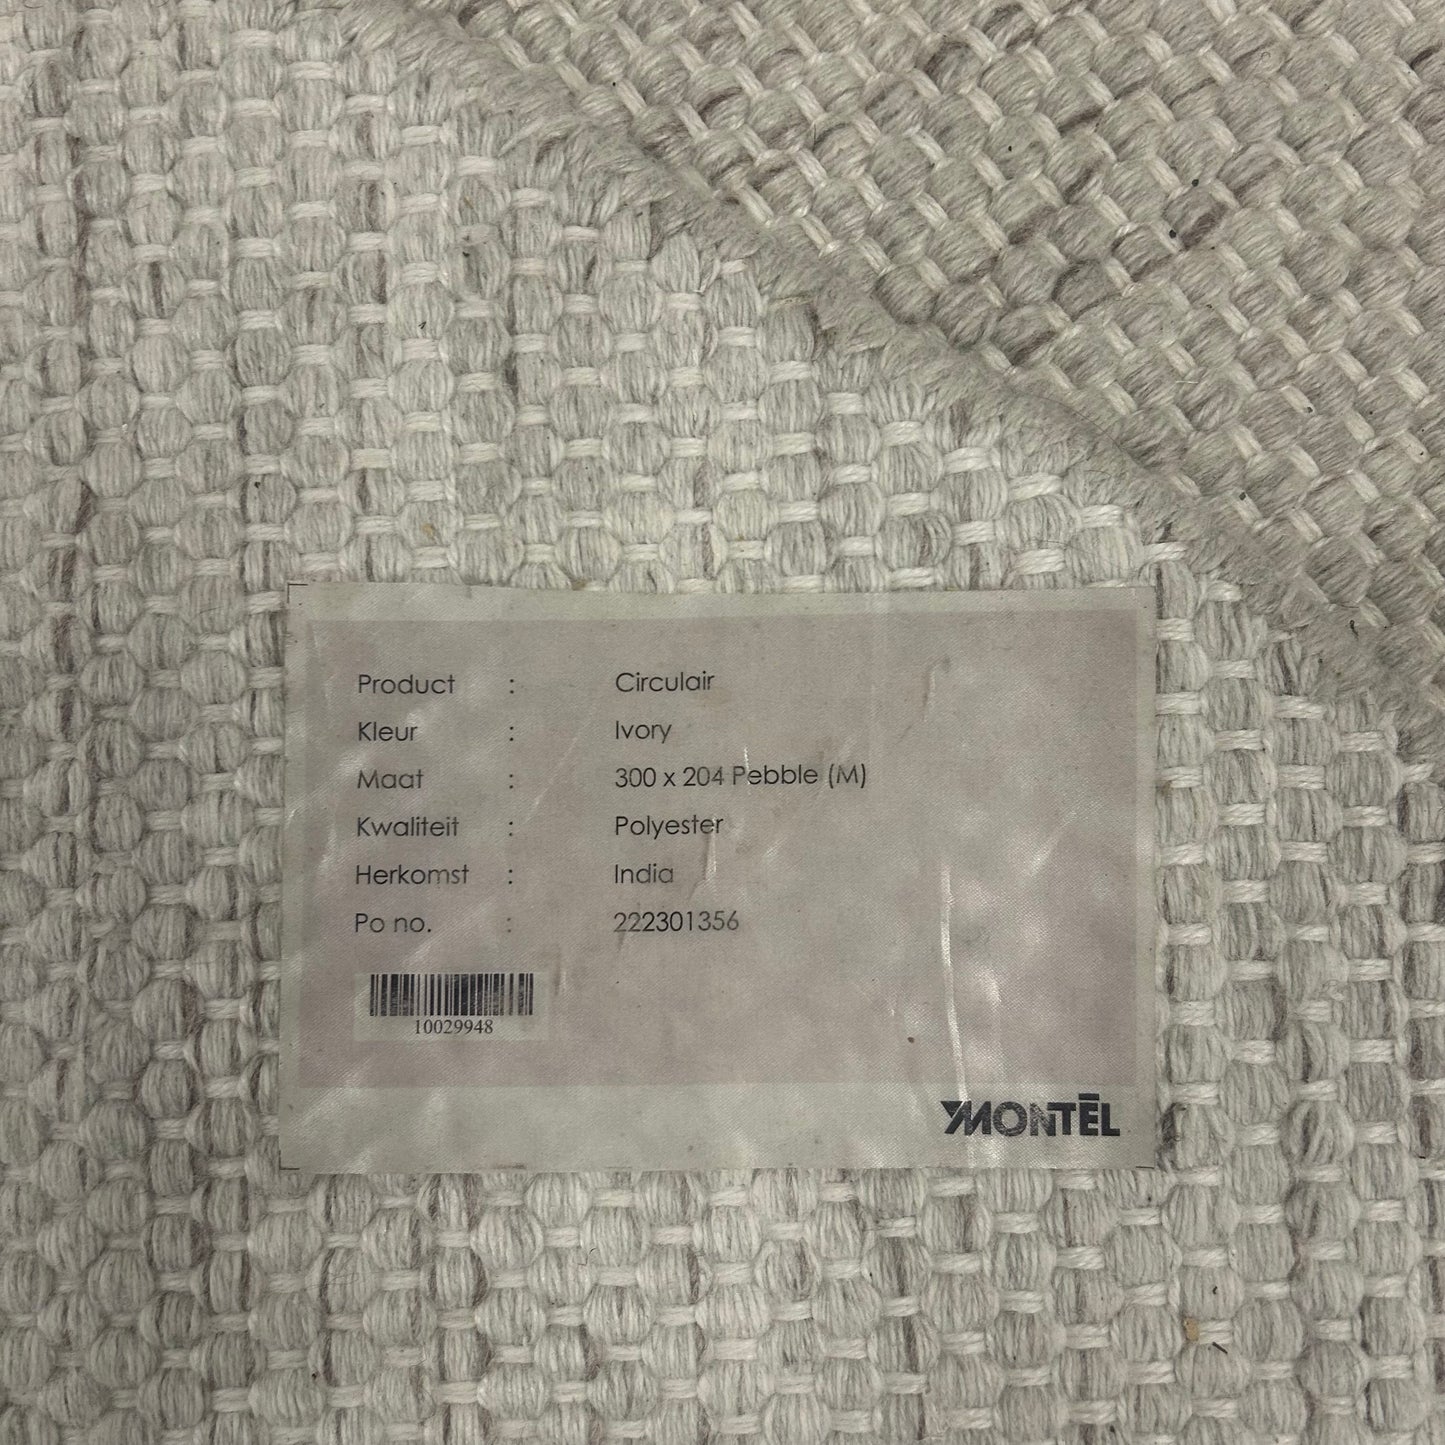 Product : Circulair
Kleur : Ivory
Maat : 300 x 204 Pebble (M)
Kwaliteit : Polyester
Herkomst : India
Po no. : 222301356
10029948
MONTĒL